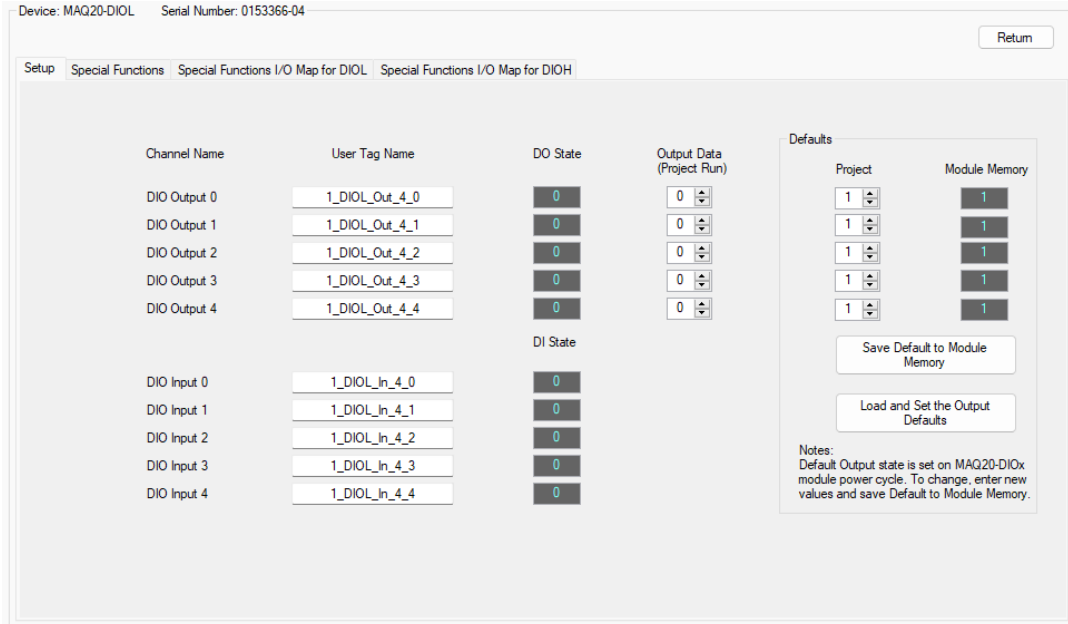 Device: MAQ20-DIOL Serial Number: 0153366-04
Return
Setup Special Functions Special Functions I/O Map for DIOL Special Functions I/O Map for DIOH
Defaults
Channel Name User Tag Name DO State Output Data
(Project Run)
Project Module Memory
DIO Output 0 1_DIOL_Out_4_0 0 0 1 1
DIO Output 1 1_DIOL_Out_4_1 0 0 1 1
DIO Output 2 1_DIOL_Out_4_2 0 0 1 1
DIO Output 3 1_DIOL_Out_4_3 0 0 1 1
DIO Output 4 1_DIOL_Out_4_4 0 0 1 1
DI State
DIO Input 0 1_DIOL_In_4_0 0
DIO Input 1 1_DIOL_In_4_1 0
DIO Input 2 1_DIOL_In_4_2 0
DIO Input 3 1_DIOL_In_4_3 0
DIO Input 4 1_DIOL_In_4_4 0
Save Default to Module
Memory
Load and Set the Output
Defaults
Notes:
Default Output state is set on MAQ20-DIOx
module power cycle. To change, enter new
values and save Default to Module Memory.